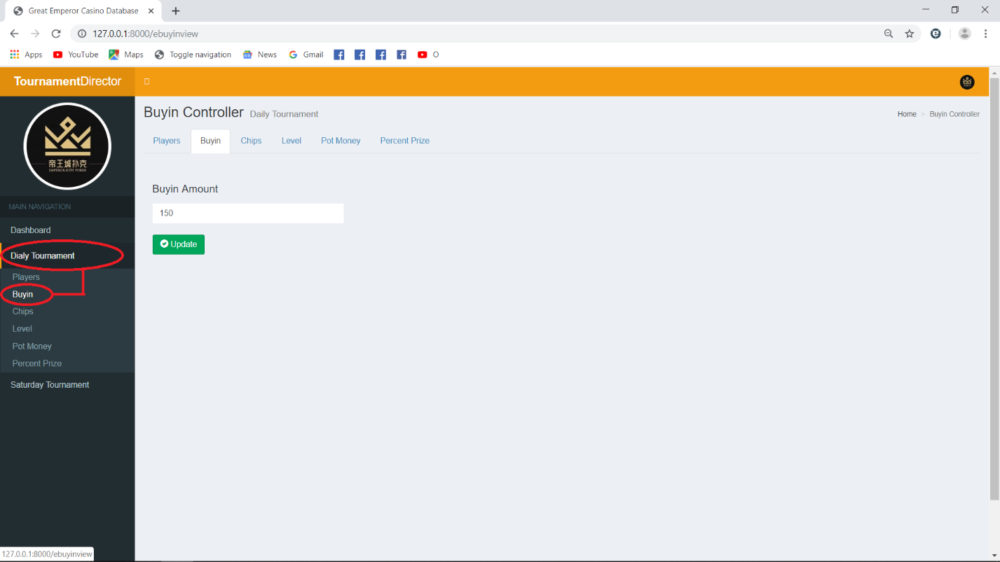 Great Emperor Casino Database
127.0.0.1:8000/ebuyinview
Apps YouTube Maps Toggle navigation News Gmail O
TournamentDirector
帝王城扑克
EMPEROR CITY POKER
Buyin Controller Daily Tournament
Home > Buyin Controller
Players Buyin Chips Level Pot Money Percent Prize
Buyin Amount
150
Update
MAIN NAVIGATION
Dashboard
Dialy Tournament
Players
Buyin
Chips
Level
Pot Money
Percent Prize
Saturday Tournament
127.0.0.1:8000/ebuyinview